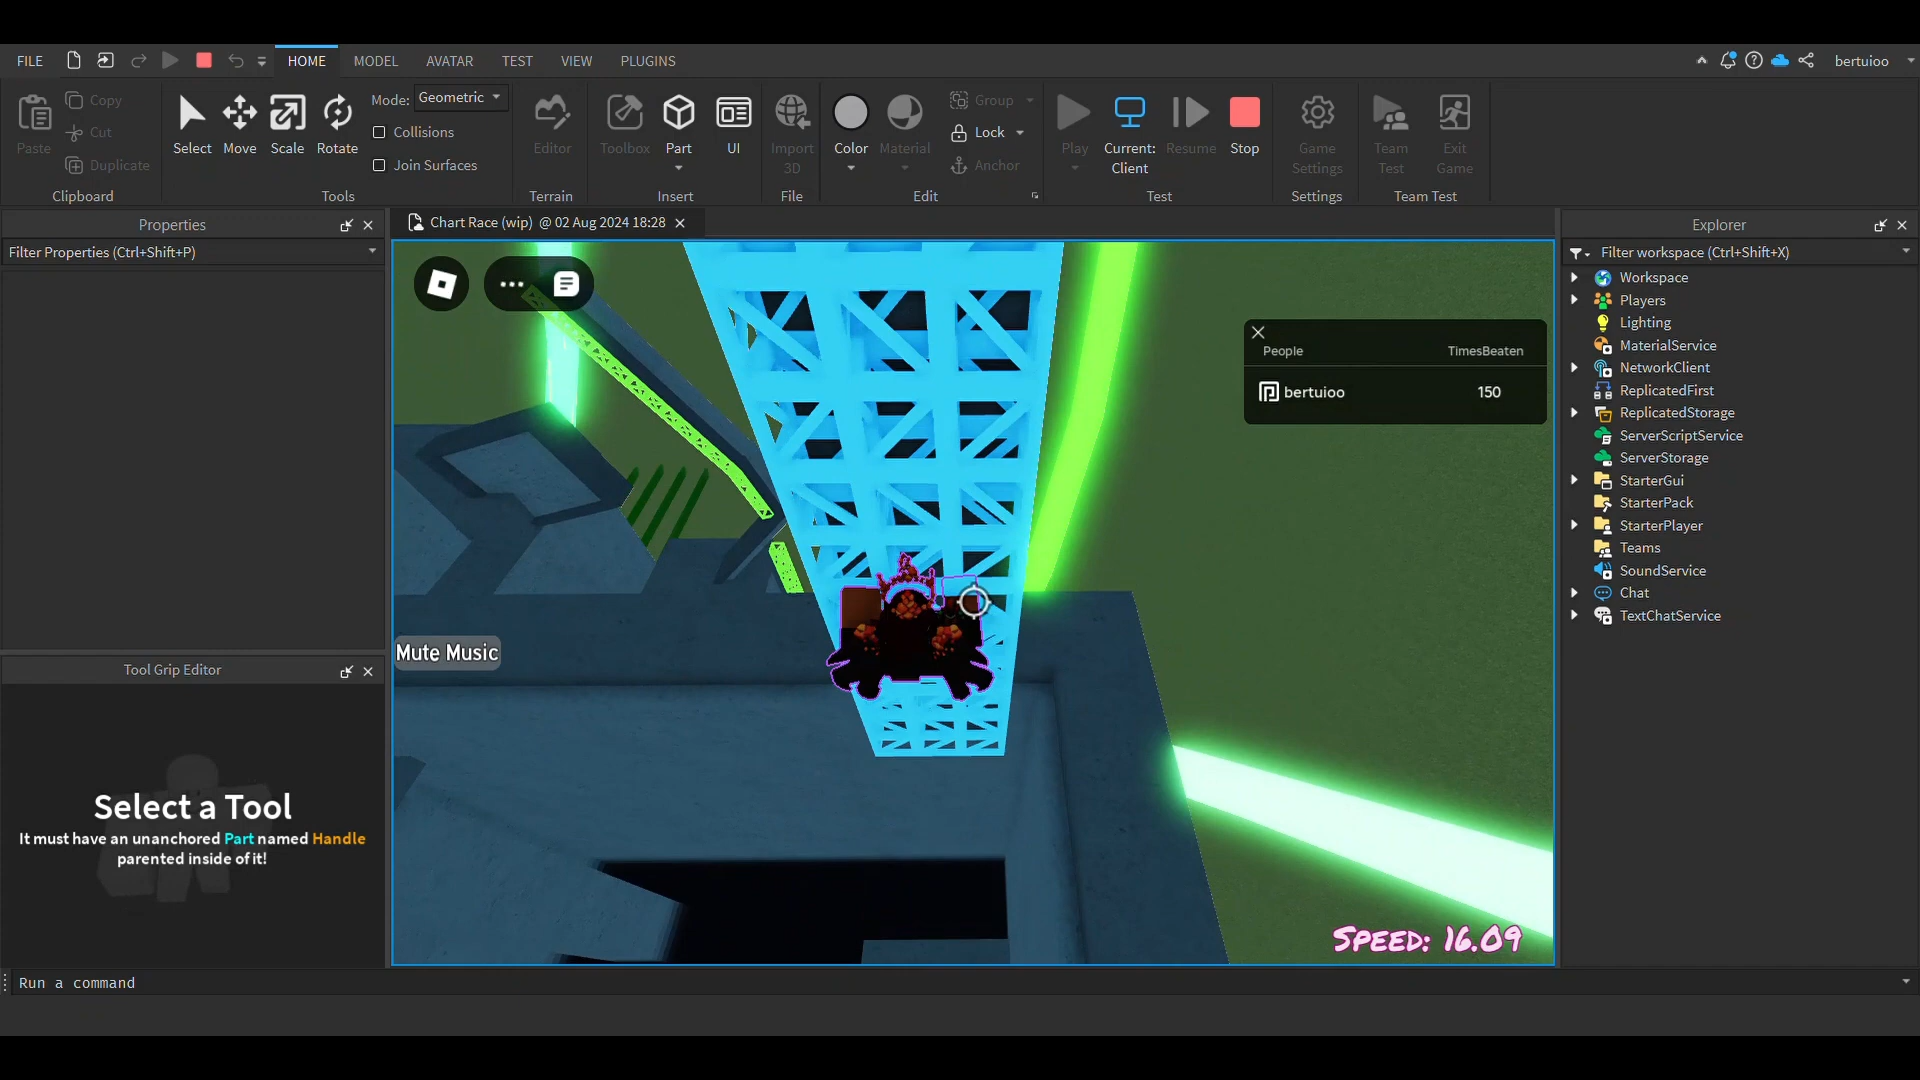 FILE HOME MODEL AVATAR TEST VIEW PLUGINS bertuioo
Paste Copy Cut Duplicate Clipboard
Select Move Scale Rotate Mode: Geometric Collisions Join Surfaces Tools
Editor Terrain
Toolbox Part UI Insert
Import 3D File
Color Material Group Lock Anchor Edit
Play Current: Client Resume Stop Test
Game Settings Settings
Team Test Exit Game Team Test
Properties
Filter Properties (Ctrl+Shift+P)
Tool Grip Editor
Select a Tool
It must have an unanchored Part named Handle
parented inside of it!
Chart Race (wip) @ 02 Aug 2024 18:28
People TimesBeaten
bertuioo 150
Mute Music
Speed: 16.09
Explorer
Filter workspace (Ctrl+Shift+X)
Workspace
Players
Lighting
MaterialService
NetworkClient
ReplicatedFirst
ReplicatedStorage
ServerScriptService
ServerStorage
StarterGui
StarterPack
StarterPlayer
Teams
SoundService
Chat
TextChatService
Run a command